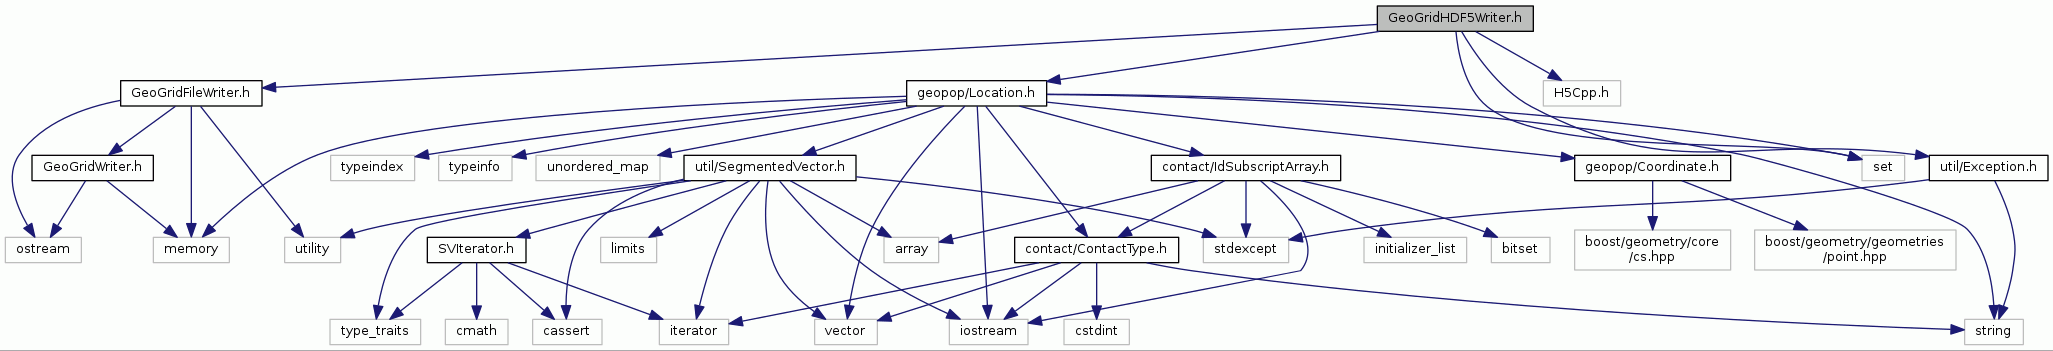 GeoGridHDF5Writer.h
GeoGridFileWriter.h
geopop/Location.h
H5Cpp.h
GeoGridWriter.h
typeindex
typeinfo
unordered_map
util/SegmentedVector.h
contact/IdSubscriptArray.h
geopop/Coordinate.h
set
util/Exception.h
ostream
memory
utility
SVIterator.h
limits
array
contact/ContactType.h
stdexcept
initializer_list
bitset
boost/geometry/core
/cs.hpp
boost/geometry/geometries
/point.hpp
type_traits
cmath
cassert
iterator
vector
iostream
cstdint
string